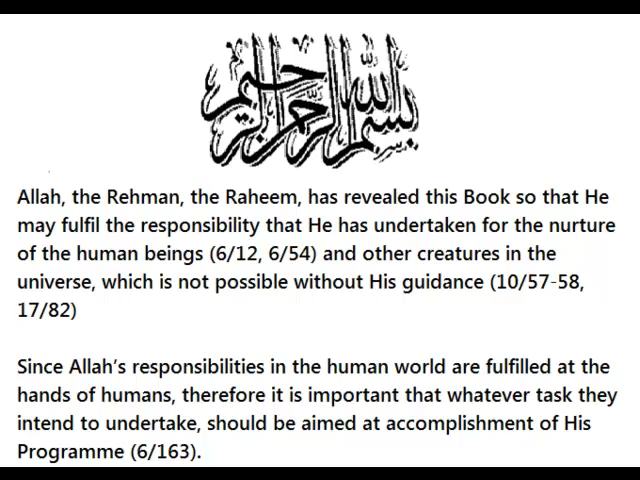 بسم الله الرحمن الرحيم
Allah, the Rehman, the Raheem, has revealed this Book so that He
may fulfil the responsibility that He has undertaken for the nurture
of the human beings (6/12, 6/54) and other creatures in the
universe, which is not possible without His guidance (10/57-58,
17/82)
Since Allah’s responsibilities in the human world are fulfilled at the
hands of humans, therefore it is important that whatever task they
intend to undertake, should be aimed at accomplishment of His
Programme (6/163).